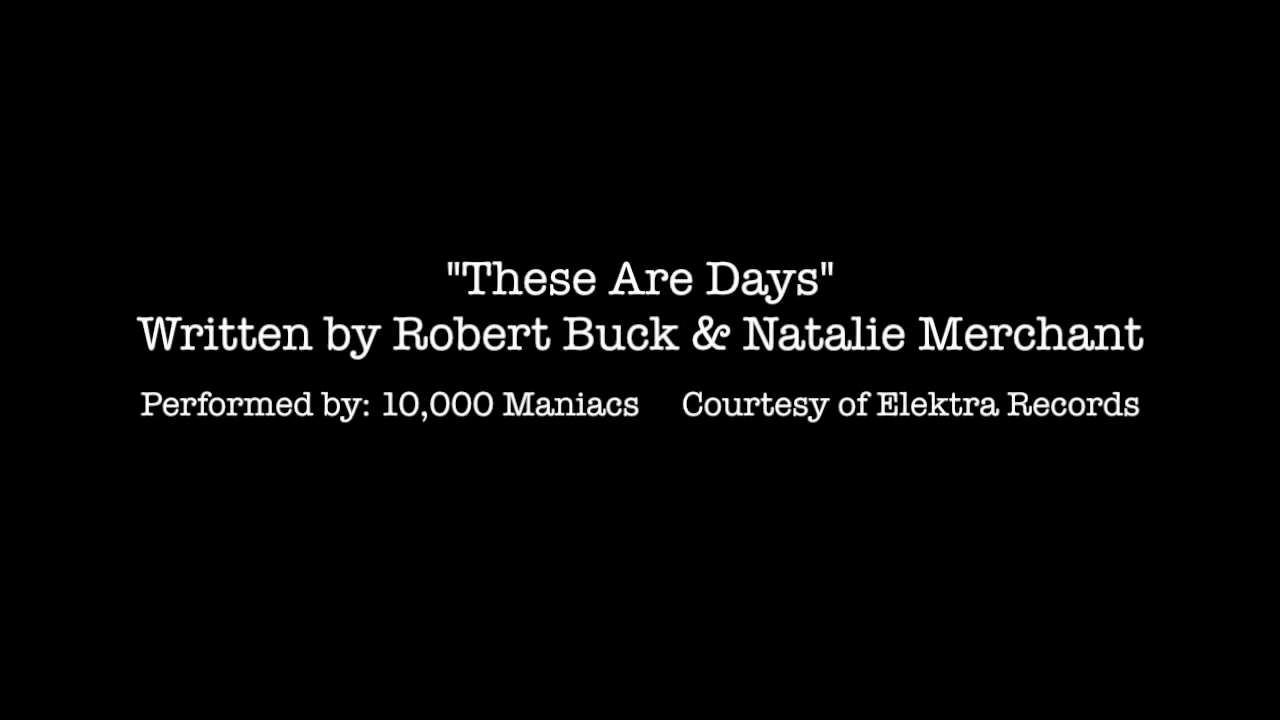 "These Are Days"
Written by Robert Buck & Natalie Merchant
Performed by: 10,000 Maniacs Courtesy of Elektra Records